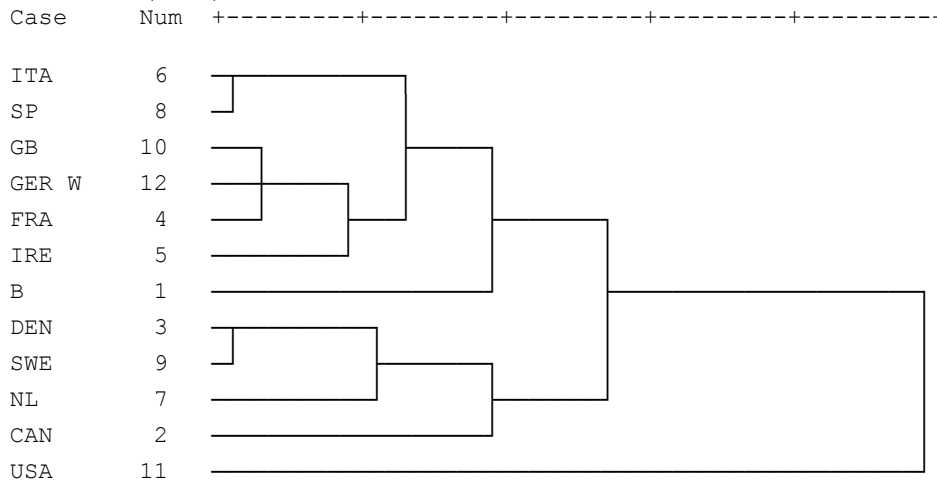 Case Num +---------+---------+---------+---------+---------
ITA 6
SP 8
GB 10
GER W 12
FRA 4
IRE 5
B 1
DEN 3
SWE 9
NL 7
CAN 2
USA 11